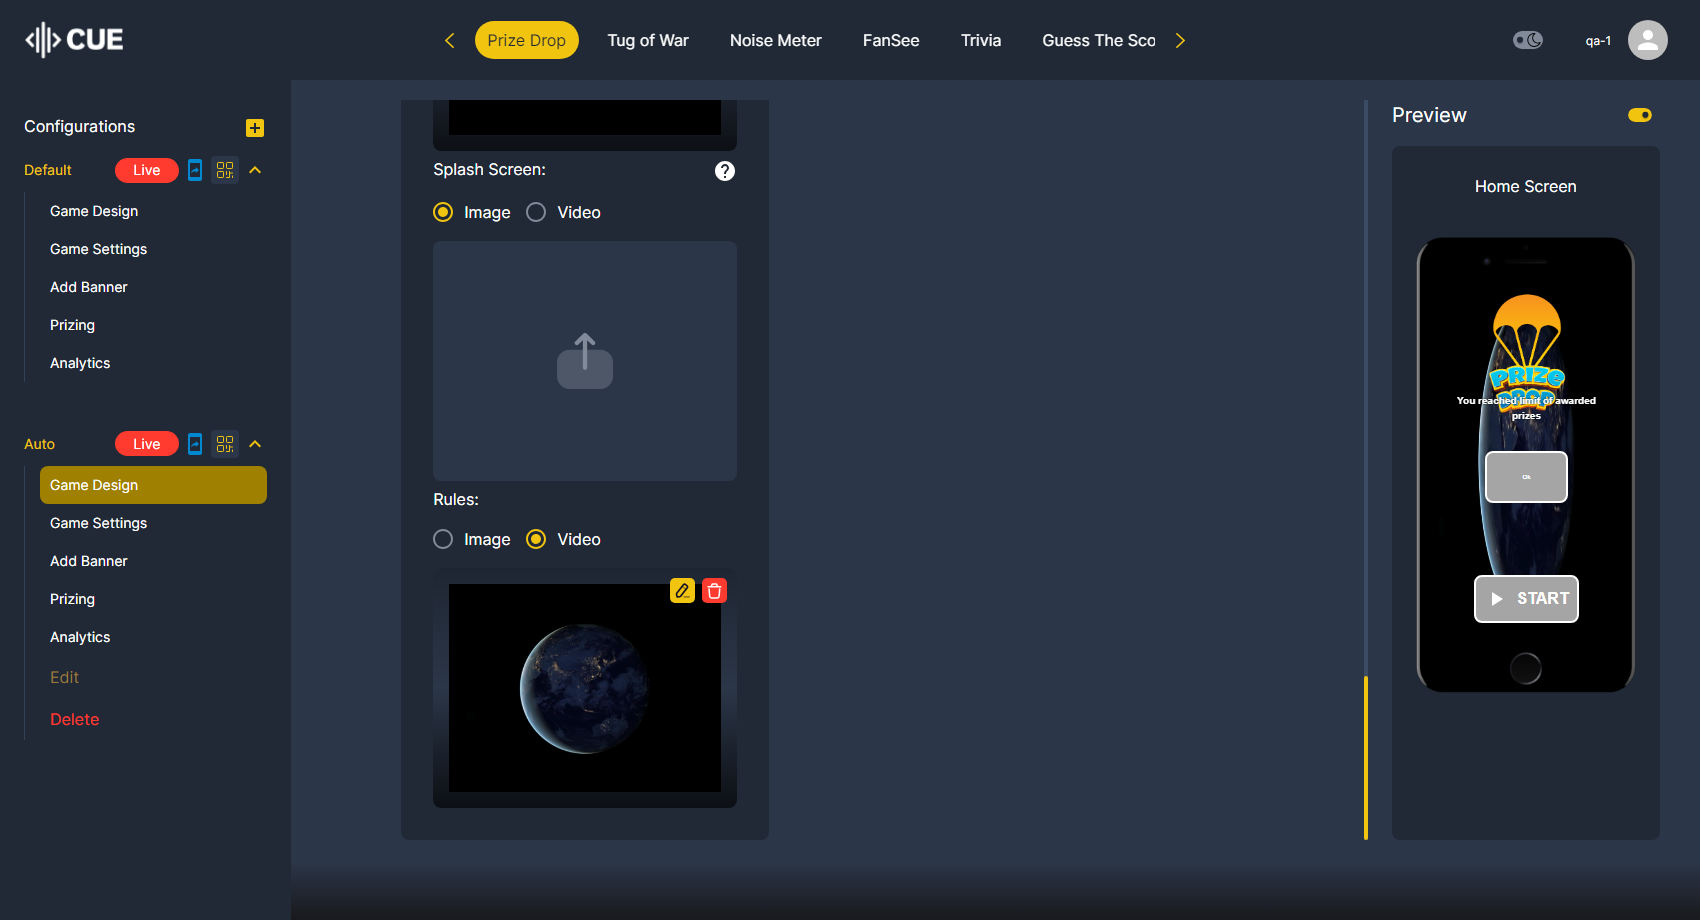 CUE
Prize Drop
Tug of War
Noise Meter
FanSee
Trivia
Guess The Sco
qa-1
Configurations
Default
Live
Game Design
Game Settings
Add Banner
Prizing
Analytics
Auto
Live
Game Design
Game Settings
Add Banner
Prizing
Analytics
Edit
Delete
Splash Screen:
?
Image
Video
Rules:
Image
Video
Preview
Home Screen
PRIZE
DROP
You reached limit of awarded
prizes
Ok
START